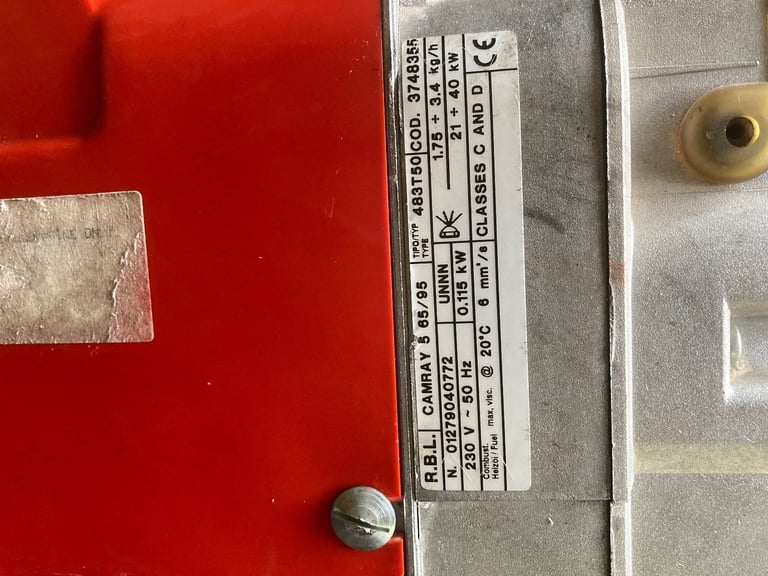 R.B.L. CAMRAY 5 65/95 TIPO/TYP TYPE 483T50 COD. 3748355
N. 01279040772 UNNN 1.75 ÷ 3.4 kg/h
230 V ~ 50 Hz 0.115 kW 21 ÷ 40 kW
Combust. Heizöl / Fuel max. visc. @ 20°C 6 mm²/s CLASSES C AND D
CE